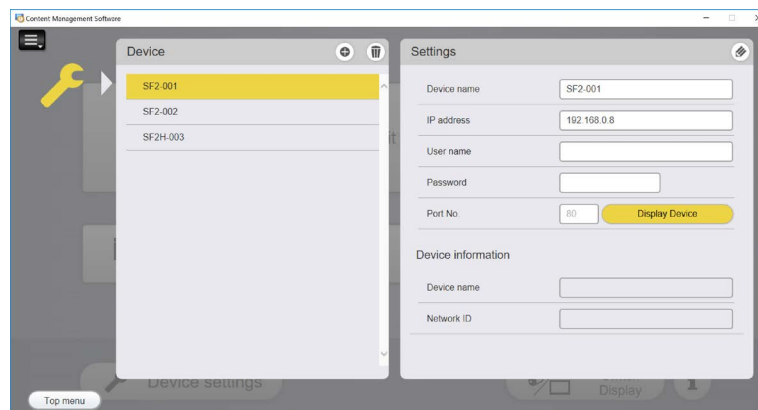 Content Management Software
Device
Settings
SF2-001
SF2-002
SF2H-003
Device name
SF2-001
IP address
192.168.0.8
User name
Password
Port No.
80
Display Device
Device information
Device name
Network ID
it
Device settings
Display
i
Top menu